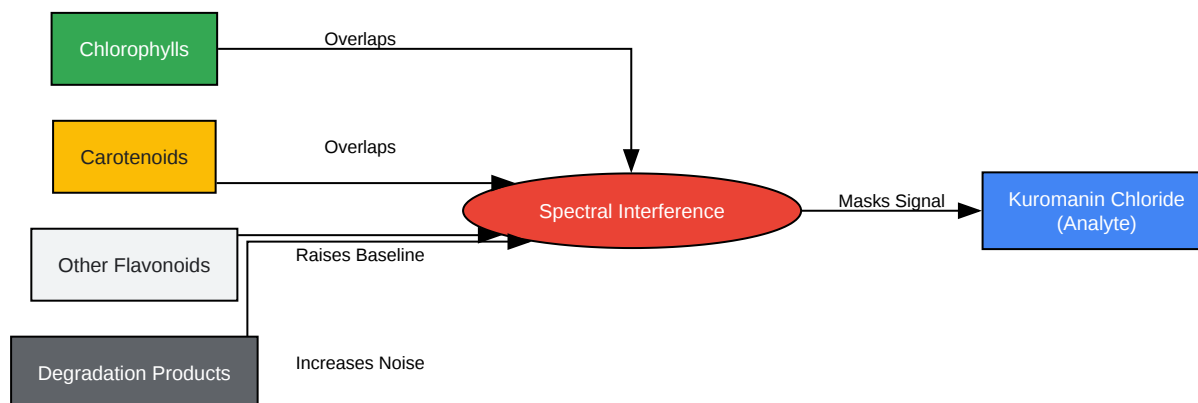 Chlorophylls
Overlaps
Carotenoids
Overlaps
Other Flavonoids
Raises Baseline
Degradation Products
Increases Noise
Spectral Interference
Masks Signal
Kuromanin Chloride
(Analyte)